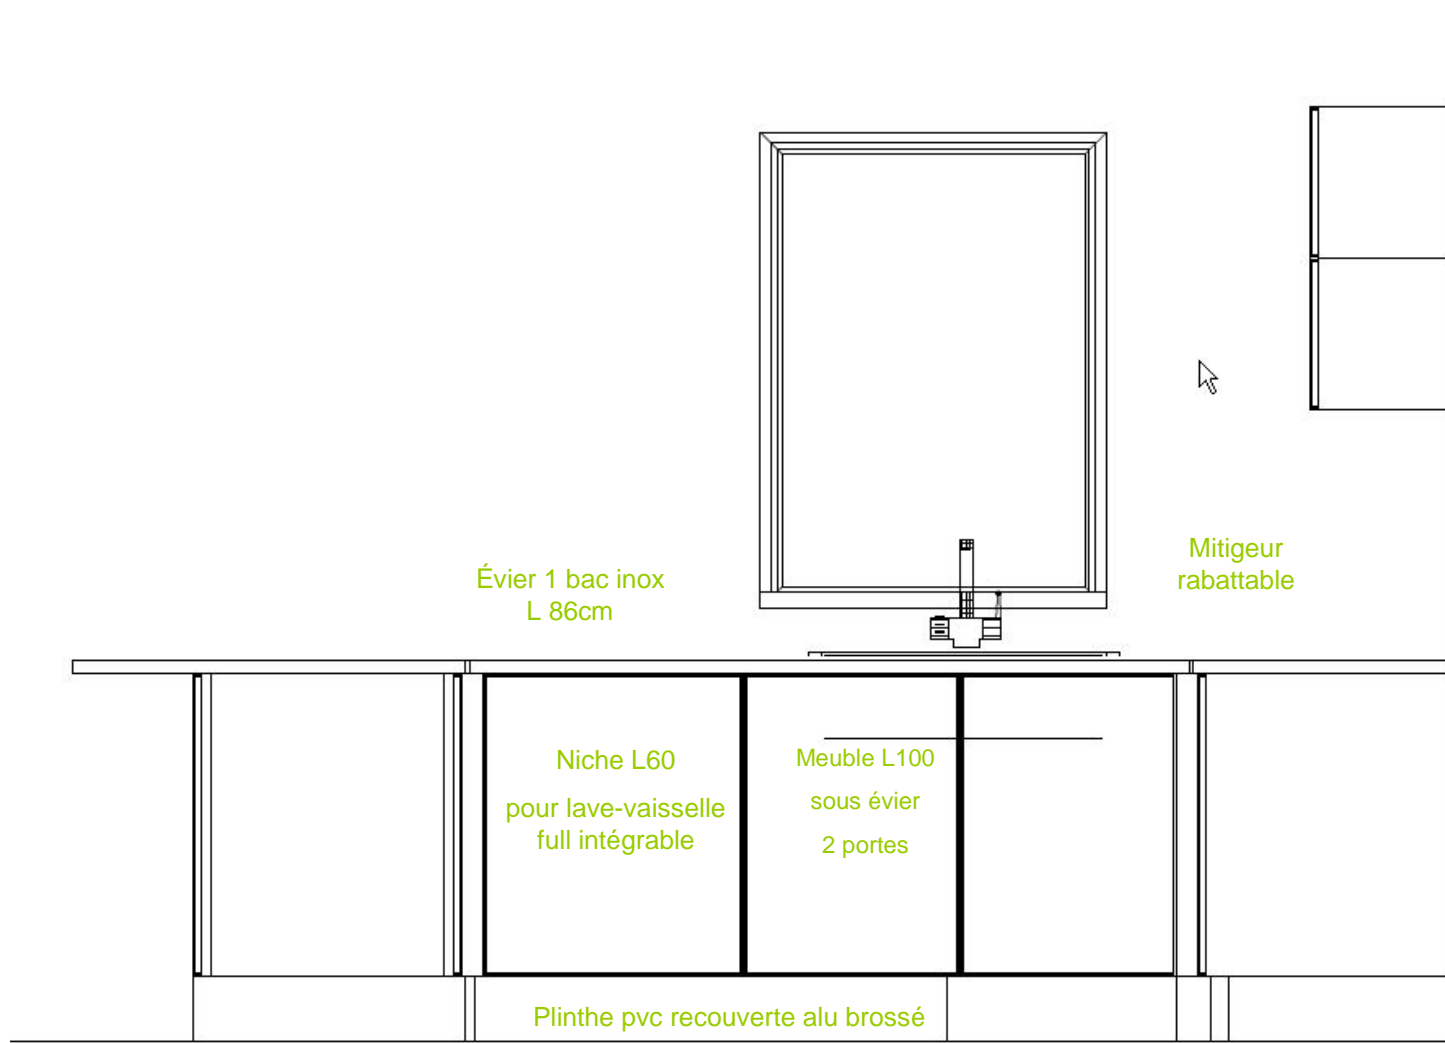 Mitigeur
rabattable
Évier 1 bac inox
L 86cm
Niche L60
pour lave-vaisselle
full intégrable
Meuble L100
sous évier
2 portes
Plinthe pvc recouverte alu brossé